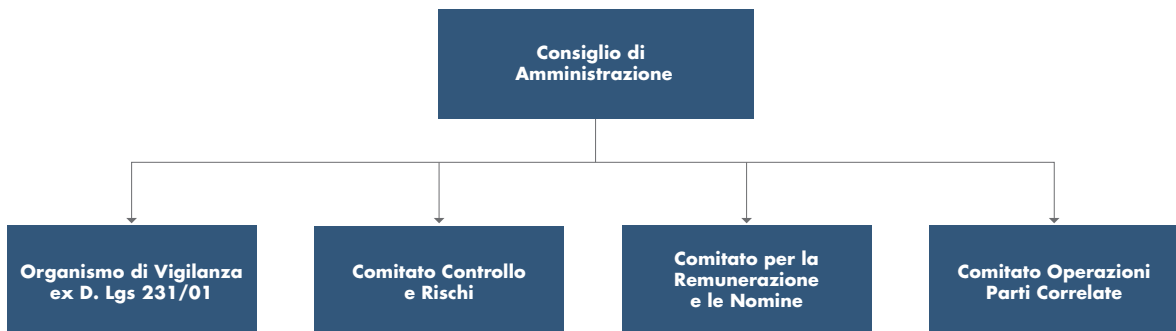 Consiglio di
Amministrazione
Organismo di Vigilanza
ex D. Lgs 231/01
Comitato Controllo
e Rischi
Comitato per la
Remunerazione
e le Nomine
Comitato Operazioni
Parti Correlate